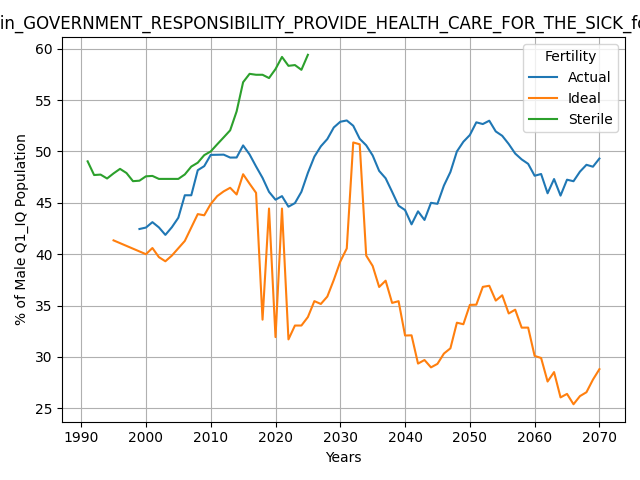 in_GOVERNMENT_RESPONSIBILITY_PROVIDE_HEALTH_CARE_FOR_THE_SICK_fo
Fertility
Actual
Ideal
Sterile
% of Male Q1_IQ Population
60
55
50
45
40
35
30
25
1990 2000 2010 2020 2030 2040 2050 2060 2070
Years